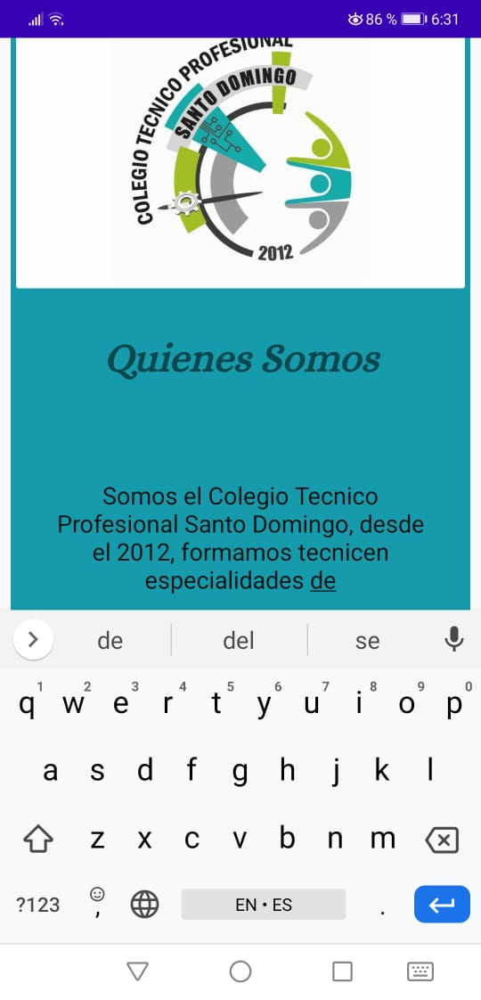 86 % 6:31
COLEGIO TECNICO PROFESIONAL
SANTO DOMINGO
2012
Quienes Somos
Somos el Colegio Tecnico
Profesional Santo Domingo, desde
el 2012, formamos tecnicen
especialidades de
de del se
1 2 3 4 5 6 7 8 9 0
q w e r t y u i o p
a s d f g h j k l
z x c v b n m
?123 , EN • ES .